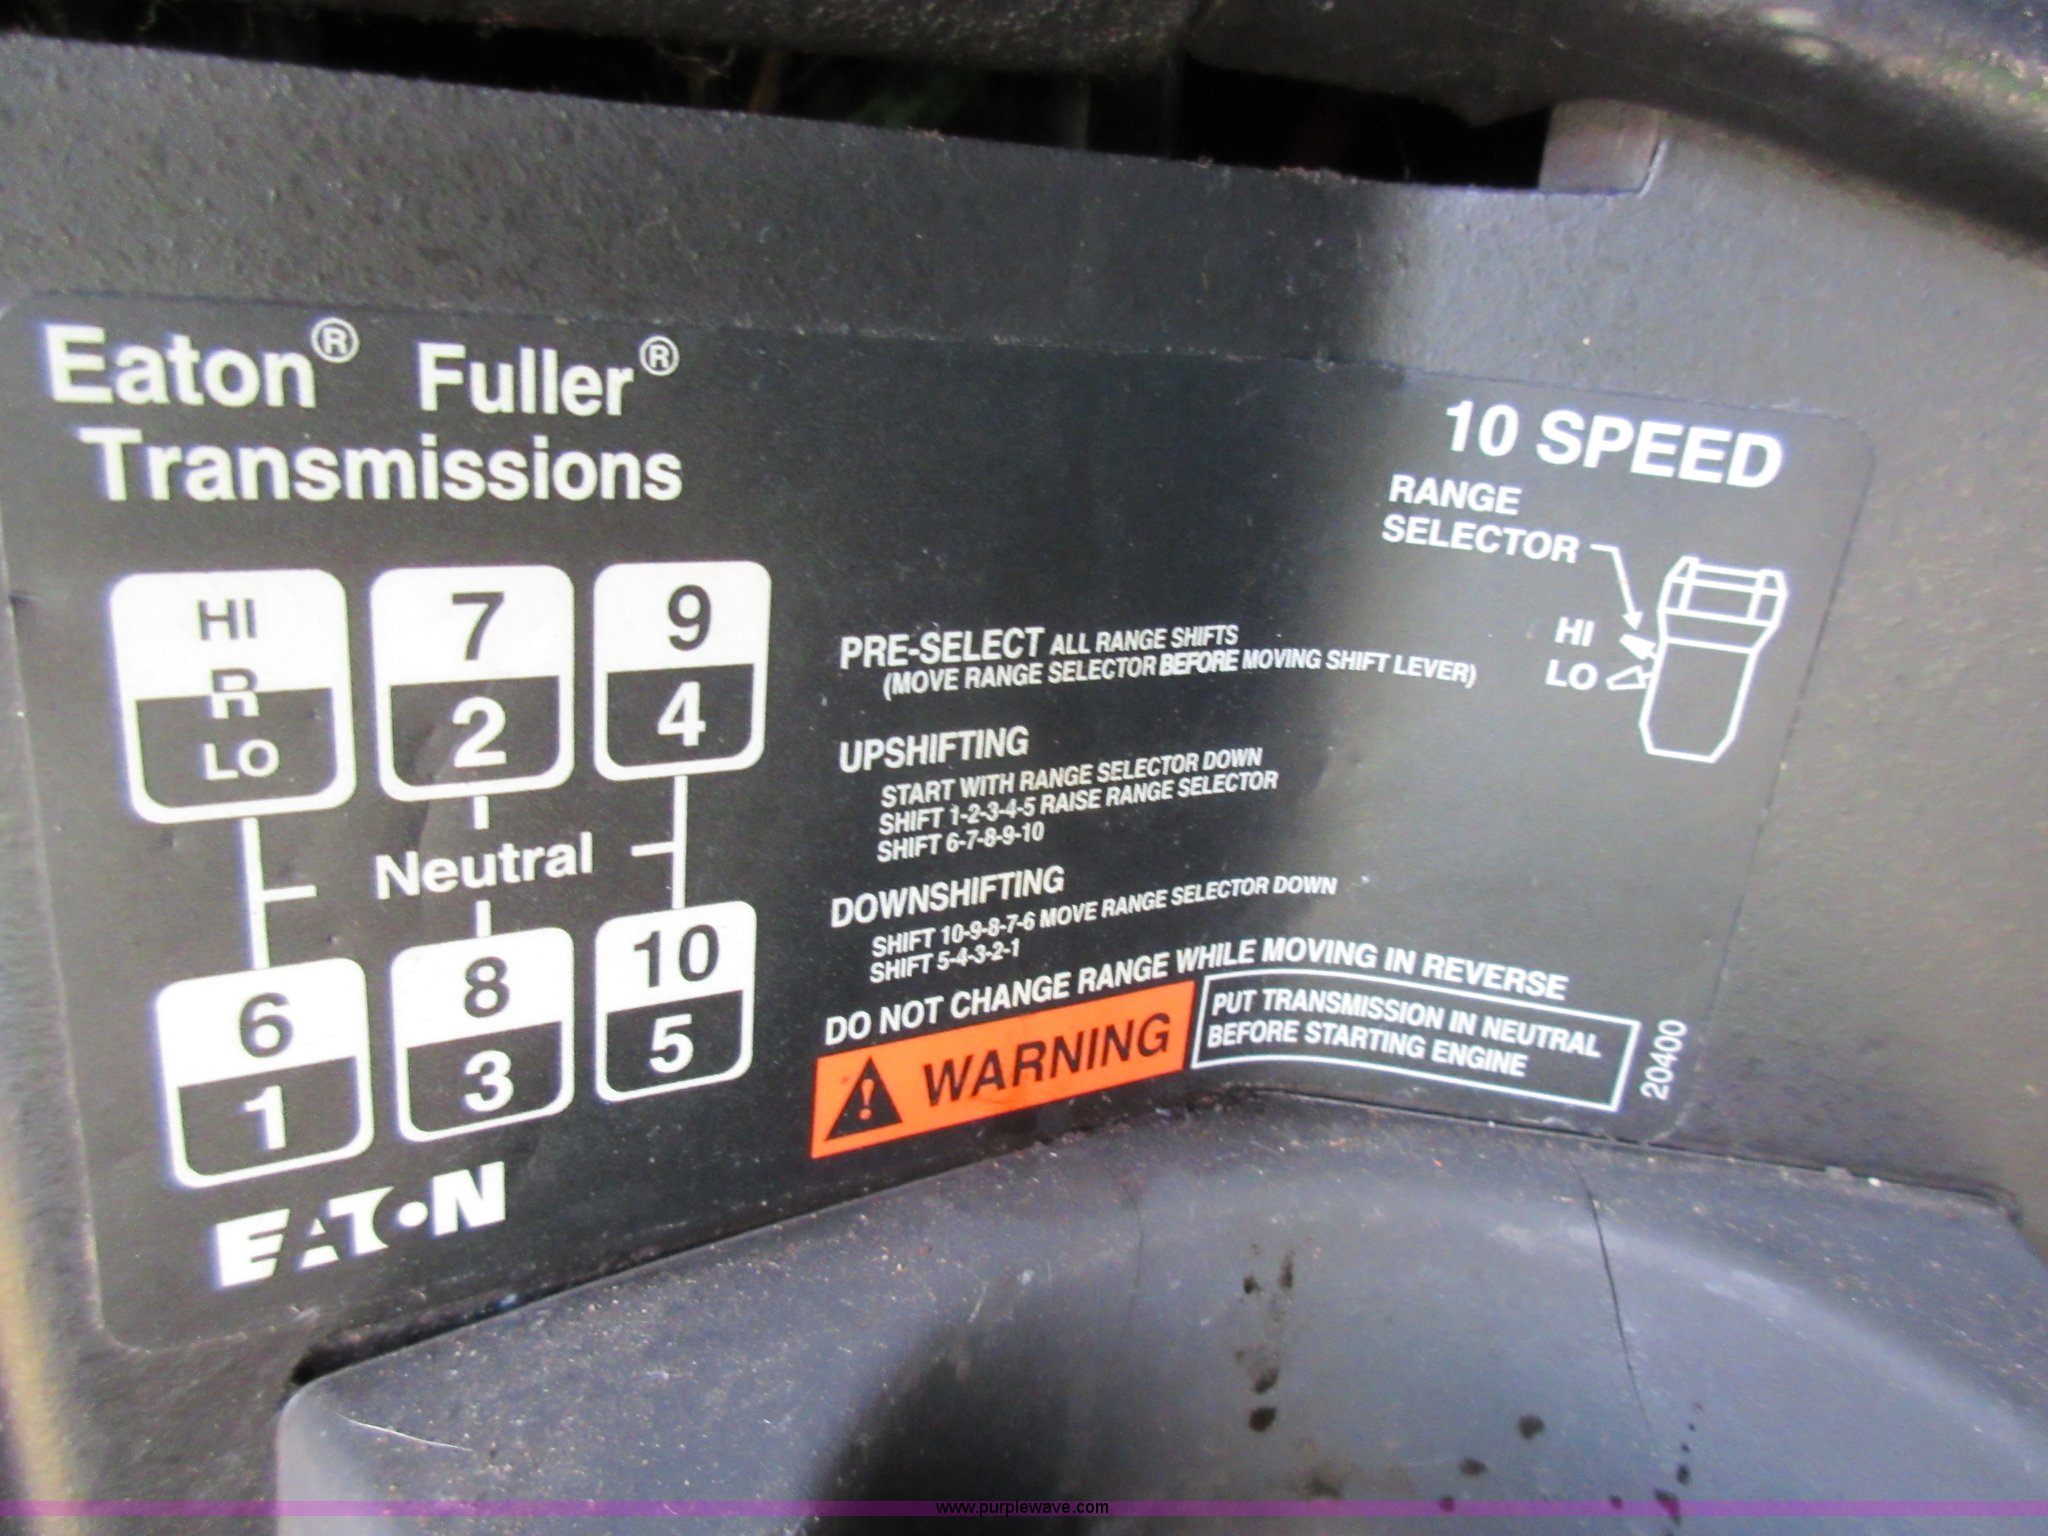 Eaton® Fuller®
Transmissions
10 SPEED
RANGE
SELECTOR
HI
LO
HI
R
LO
7
2
9
4
Neutral
6
1
8
3
10
5
PRE-SELECT ALL RANGE SHIFTS
(MOVE RANGE SELECTOR BEFORE MOVING SHIFT LEVER)
UPSHIFTING
START WITH RANGE SELECTOR DOWN
SHIFT 1-2-3-4-5 RAISE RANGE SELECTOR
SHIFT 6-7-8-9-10
DOWNSHIFTING
SHIFT 10-9-8-7-6 MOVE RANGE SELECTOR DOWN
SHIFT 5-4-3-2-1
DO NOT CHANGE RANGE WHILE MOVING IN REVERSE
WARNING
PUT TRANSMISSION IN NEUTRAL
BEFORE STARTING ENGINE
20400
EATON
www.purplewave.com